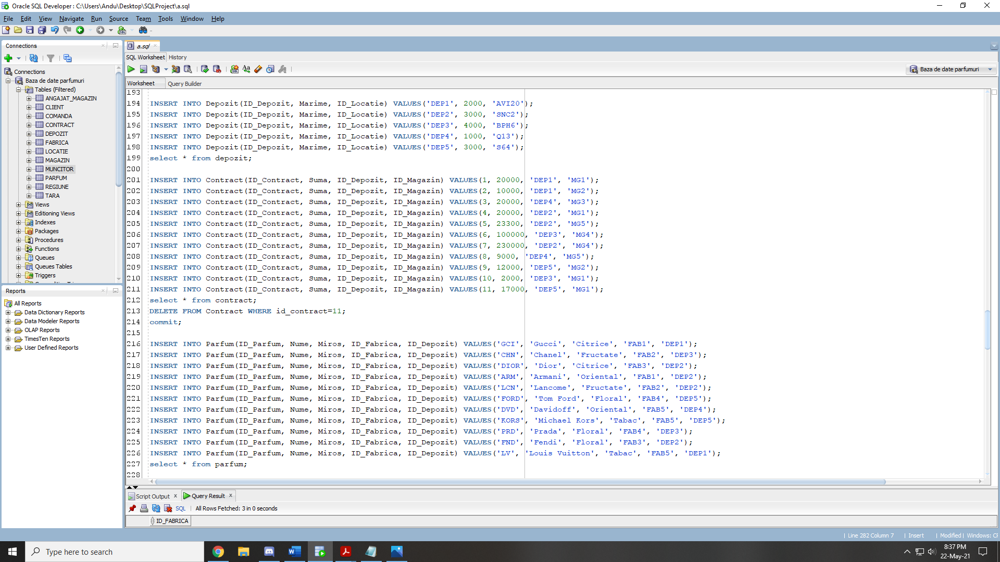 Oracle SQL Developer : C:\Users\Andu\Desktop\SQLProject\a.sql
File Edit View Navigate Run Source Team Tools Window Help
Connections
Connections
Baza de date parfumuri
Tables (Filtered)
ANGAJAT_MAGAZIN
CLIENT
COMANDA
CONTRACT
DEPOZIT
FABRICA
LOCATIE
MAGAZIN
MUNCITOR
PARFUM
REGIUNE
TARA
Views
Editioning Views
Indexes
Packages
Procedures
Functions
Queues
Queues Tables
Triggers
Reports
All Reports
Data Dictionary Reports
Data Modeler Reports
OLAP Reports
TimesTen Reports
User Defined Reports
a.sql
SQL Worksheet History
Baza de date parfumuri
Worksheet Query Builder
193
194 INSERT INTO Depozit(ID_Depozit, Marime, ID_Locatie) VALUES('DEP1', 2000, 'AVI20');
195 INSERT INTO Depozit(ID_Depozit, Marime, ID_Locatie) VALUES('DEP2', 3000, 'SNC2');
196 INSERT INTO Depozit(ID_Depozit, Marime, ID_Locatie) VALUES('DEP3', 4000, 'BPH6');
197 INSERT INTO Depozit(ID_Depozit, Marime, ID_Locatie) VALUES('DEP4', 1000, 'Q13');
198 INSERT INTO Depozit(ID_Depozit, Marime, ID_Locatie) VALUES('DEP5', 3000, 'S64');
199 select * from depozit;
200
201 INSERT INTO Contract(ID_Contract, Suma, ID_Depozit, ID_Magazin) VALUES(1, 20000, 'DEP1', 'MG1');
202 INSERT INTO Contract(ID_Contract, Suma, ID_Depozit, ID_Magazin) VALUES(2, 10000, 'DEP1', 'MG2');
203 INSERT INTO Contract(ID_Contract, Suma, ID_Depozit, ID_Magazin) VALUES(3, 20000, 'DEP4', 'MG3');
204 INSERT INTO Contract(ID_Contract, Suma, ID_Depozit, ID_Magazin) VALUES(4, 20000, 'DEP2', 'MG1');
205 INSERT INTO Contract(ID_Contract, Suma, ID_Depozit, ID_Magazin) VALUES(5, 23300, 'DEP2', 'MG5');
206 INSERT INTO Contract(ID_Contract, Suma, ID_Depozit, ID_Magazin) VALUES(6, 100000, 'DEP3', 'MG4');
207 INSERT INTO Contract(ID_Contract, Suma, ID_Depozit, ID_Magazin) VALUES(7, 230000, 'DEP2', 'MG4');
208 INSERT INTO Contract(ID_Contract, Suma, ID_Depozit, ID_Magazin) VALUES(8, 9000, 'DEP4', 'MG5');
209 INSERT INTO Contract(ID_Contract, Suma, ID_Depozit, ID_Magazin) VALUES(9, 12000, 'DEP5', 'MG2');
210 INSERT INTO Contract(ID_Contract, Suma, ID_Depozit, ID_Magazin) VALUES(10, 2000, 'DEP3', 'MG1');
211 INSERT INTO Contract(ID_Contract, Suma, ID_Depozit, ID_Magazin) VALUES(11, 17000, 'DEP5', 'MG1');
212 select * from contract;
213 DELETE FROM Contract WHERE id_contract=11;
214 commit;
215
216 INSERT INTO Parfum(ID_Parfum, Nume, Miros, ID_Fabrica, ID_Depozit) VALUES('GCI', 'Gucci', 'Citrice', 'FAB1', 'DEP1');
217 INSERT INTO Parfum(ID_Parfum, Nume, Miros, ID_Fabrica, ID_Depozit) VALUES('CHN', 'Chanel', 'Fructate', 'FAB2', 'DEP3');
218 INSERT INTO Parfum(ID_Parfum, Nume, Miros, ID_Fabrica, ID_Depozit) VALUES('DIOR', 'Dior', 'Citrice', 'FAB3', 'DEP2');
219 INSERT INTO Parfum(ID_Parfum, Nume, Miros, ID_Fabrica, ID_Depozit) VALUES('ARM', 'Armani', 'Oriental', 'FAB1', 'DEP2');
220 INSERT INTO Parfum(ID_Parfum, Nume, Miros, ID_Fabrica, ID_Depozit) VALUES('LCN', 'Lancome', 'Fructate', 'FAB2', 'DEP2');
221 INSERT INTO Parfum(ID_Parfum, Nume, Miros, ID_Fabrica, ID_Depozit) VALUES('FORD', 'Tom Ford', 'Floral', 'FAB4', 'DEP5');
222 INSERT INTO Parfum(ID_Parfum, Nume, Miros, ID_Fabrica, ID_Depozit) VALUES('DVD', 'Davidoff', 'Oriental', 'FAB5', 'DEP4');
223 INSERT INTO Parfum(ID_Parfum, Nume, Miros, ID_Fabrica, ID_Depozit) VALUES('KORS', 'Michael Kors', 'Tabac', 'FAB5', 'DEP5');
224 INSERT INTO Parfum(ID_Parfum, Nume, Miros, ID_Fabrica, ID_Depozit) VALUES('PRD', 'Prada', 'Floral', 'FAB4', 'DEP3');
225 INSERT INTO Parfum(ID_Parfum, Nume, Miros, ID_Fabrica, ID_Depozit) VALUES('FND', 'Fendi', 'Floral', 'FAB3', 'DEP2');
226 INSERT INTO Parfum(ID_Parfum, Nume, Miros, ID_Fabrica, ID_Depozit) VALUES('LV', 'Louis Vuitton', 'Tabac', 'FAB5', 'DEP1');
227 select * from parfum;
228
Script Output x Query Result x
SQL | All Rows Fetched: 3 in 0 seconds
ID_FABRICA
| Line 282 Column 7 | Insert | Modified | Windows:
Type here to search
8:37 PM
22-May-21